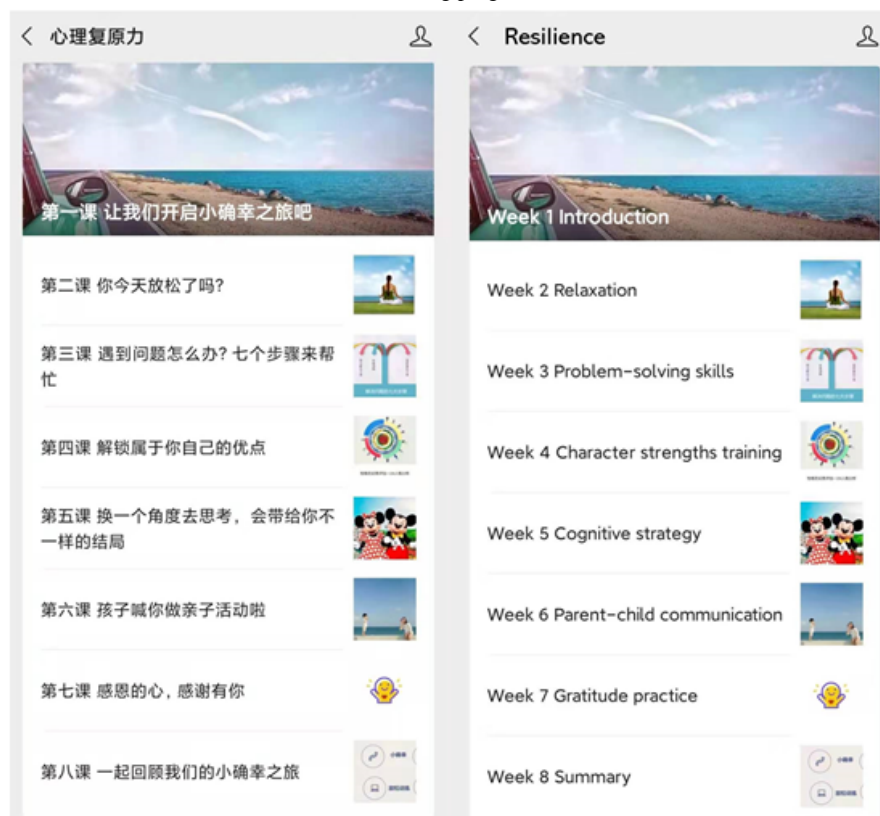 心理复原力
第一课 让我们开启小确幸之旅吧
第二课 你今天放松了吗?
第三课 遇到问题怎么办? 七个步骤来帮
忙
第四课 解锁属于你自己的优点
第五课 换一个角度去思考，会带给你不
一样的结局
第六课 孩子喊你做亲子活动啦
第七课 感恩的心，感谢有你
第八课 一起回顾我们的小确幸之旅
Resilience
Week 1 Introduction
Week 2 Relaxation
Week 3 Problem-solving skills
Week 4 Character strengths training
Week 5 Cognitive strategy
Week 6 Parent-child communication
Week 7 Gratitude practice
Week 8 Summary